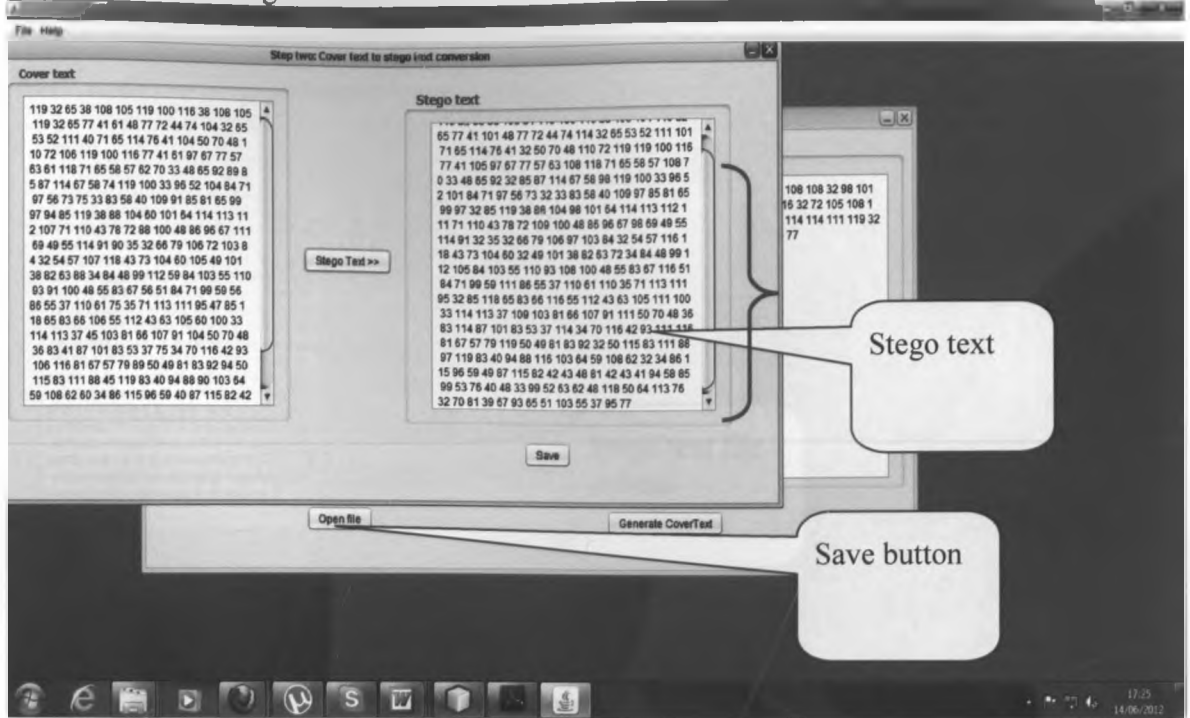 File Help
Step two: Cover text to stego text conversion
Cover text
119 32 65 38 108 105 119 100 116 38 108 105
119 32 65 77 41 61 48 77 72 44 74 104 32 65
53 52 111 40 71 65 114 76 41 104 50 70 48 1
10 72 106 119 100 116 77 41 61 97 67 77 57
63 61 118 71 65 58 57 62 70 33 48 65 92 89 8
5 87 114 67 58 74 119 100 33 96 52 104 84 71
97 56 73 75 33 83 58 40 109 91 85 81 65 99
97 94 85 119 38 88 104 60 101 64 114 113 11
2 107 71 110 43 78 72 88 100 48 86 96 67 111
69 49 55 114 91 90 35 32 66 79 106 72 103 8
4 32 54 57 107 118 43 73 104 60 105 49 101
38 82 63 88 34 84 48 99 112 59 84 103 55 110
93 91 100 48 55 83 67 56 51 84 71 99 59 56
86 55 37 110 61 75 35 71 113 111 95 47 85 1
18 65 83 66 106 55 112 43 63 105 60 100 33
114 113 37 45 103 81 66 107 91 104 50 70 48
36 83 41 87 101 83 53 37 75 34 70 116 42 93
106 116 81 67 57 79 89 50 49 81 83 92 94 50
115 83 111 88 45 119 83 40 94 88 90 103 64
59 108 62 60 34 86 115 96 59 40 87 115 82 42
Stego Text >>
Stego text
65 77 41 101 48 77 72 44 74 114 32 65 53 52 111 101
71 65 114 76 41 32 50 70 48 110 72 119 119 100 116
77 41 105 97 67 77 57 63 108 118 71 65 58 57 108 7
0 33 48 65 92 32 85 87 114 67 58 98 119 100 33 96 5
2 101 84 71 97 56 73 32 33 83 58 40 109 97 85 81 65
99 97 32 85 119 38 88 104 98 101 64 114 113 112 1
11 71 110 43 78 72 109 100 48 86 96 67 98 69 49 55
114 91 32 35 32 66 79 106 97 103 84 32 54 57 116 1
18 43 73 104 60 32 49 101 38 82 63 72 34 84 48 99 1
12 105 84 103 55 110 93 108 100 48 55 83 67 116 51
84 71 99 59 111 86 55 37 110 61 110 35 71 113 111
95 32 85 118 65 83 66 116 55 112 43 63 105 111 100
33 114 113 37 109 103 81 66 107 91 111 50 70 48 36
83 114 87 101 83 53 37 114 34 70 116 42 93 111 116
81 67 57 79 119 50 49 81 83 92 32 50 115 83 111 88
97 119 83 40 94 88 116 103 64 59 108 62 32 34 86 1
15 96 59 49 87 115 82 42 43 48 81 42 43 41 94 58 85
99 53 76 40 48 33 99 52 63 62 48 118 50 64 113 76
32 70 81 39 67 93 65 51 103 55 37 95 77
Save
108 108 32 98 101
16 32 72 105 108 1
114 114 111 119 32
77
Stego text
Open file
Generate CoverText
Save button
17:25
14/06/2012